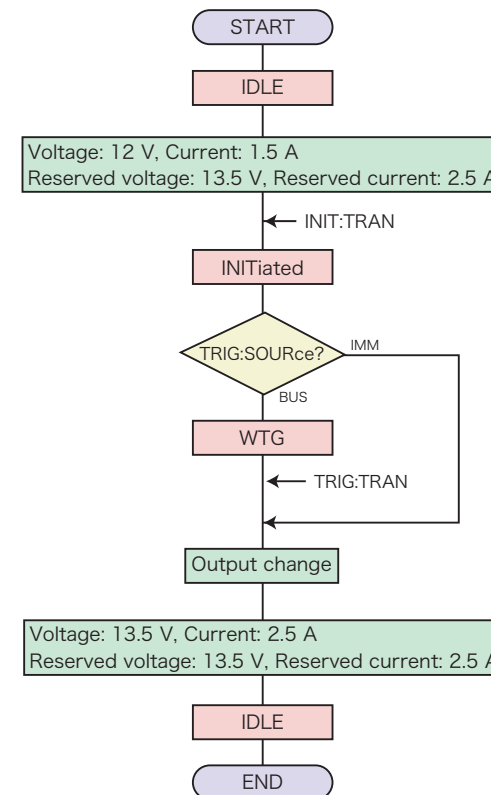 START
IDLE
Voltage: 12 V, Current: 1.5 A
Reserved voltage: 13.5 V, Reserved current: 2.5 A
INIT:TRAN
INITiated
TRIG:SOURce?
IMM
BUS
WTG
TRIG:TRAN
Output change
Voltage: 13.5 V, Current: 2.5 A
Reserved voltage: 13.5 V, Reserved current: 2.5 A
IDLE
END